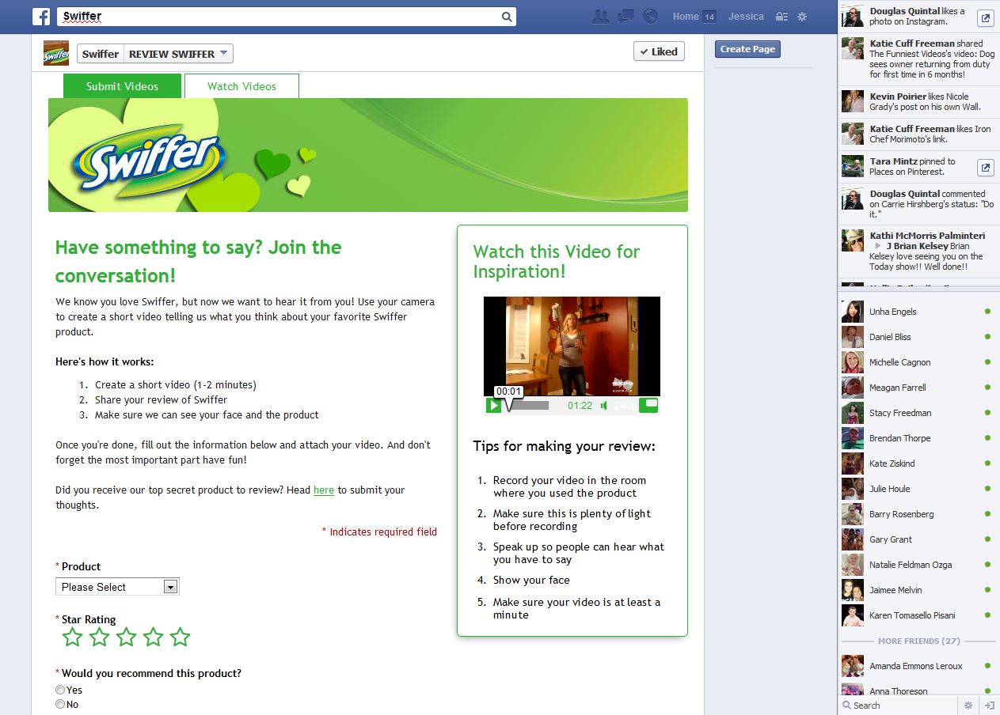 Swiffer
Home 14 Jessica
Swiffer REVIEW SWIFFER
Liked
Create Page
Submit Videos
Watch Videos
Swiffer
Have something to say? Join the
conversation!
We know you love Swiffer, but now we want to hear it from you! Use your camera
to create a short video telling us what you think about your favorite Swiffer
product.
Here's how it works:
1. Create a short video (1-2 minutes)
2. Share your review of Swiffer
3. Make sure we can see your face and the product
Once you're done, fill out the information below and attach your video. And don't
forget the most important part have fun!
Did you receive our top secret product to review? Head here to submit your
thoughts.
* Indicates required field
* Product
Please Select
* Star Rating
* Would you recommend this product?
Yes
No
Watch this Video for
Inspiration!
EXPO
00:01
01:22 240p
Tips for making your review:
1. Record your video in the room
where you used the product
2. Make sure this is plenty of light
before recording
3. Speak up so people can hear what
you have to say
4. Show your face
5. Make sure your video is at least a
minute
Douglas Quintal likes a
photo on Instagram.
Katie Cuff Freeman shared
The Funniest Videos's video: Dog
sees owner returning from duty
for first time in 6 months!
Kevin Poirier likes Nicole
Grady's post on his own Wall.
Katie Cuff Freeman likes Iron
Chef Morimoto's link.
Tara Mintz pinned to
Places on Pinterest.
Douglas Quintal commented
on Carrie Hirshberg's status: "Do
it."
Kathi McMorris Palminteri
J Brian Kelsey Brian
Kelsey love seeing you on the
Today show!! Well done!!
Unha Engels
Daniel Bliss
Michelle Cagnon
Meagan Farrell
Stacy Freedman
Brendan Thorpe
Kate Ziskind
Julie Houle
Barry Rosenberg
Gary Grant
Natalie Feldman Ozga
Jaimee Melvin
Karen Tomasello Pisani
MORE FRIENDS (27)
Amanda Emmons Leroux
Anna Thoreson
Search